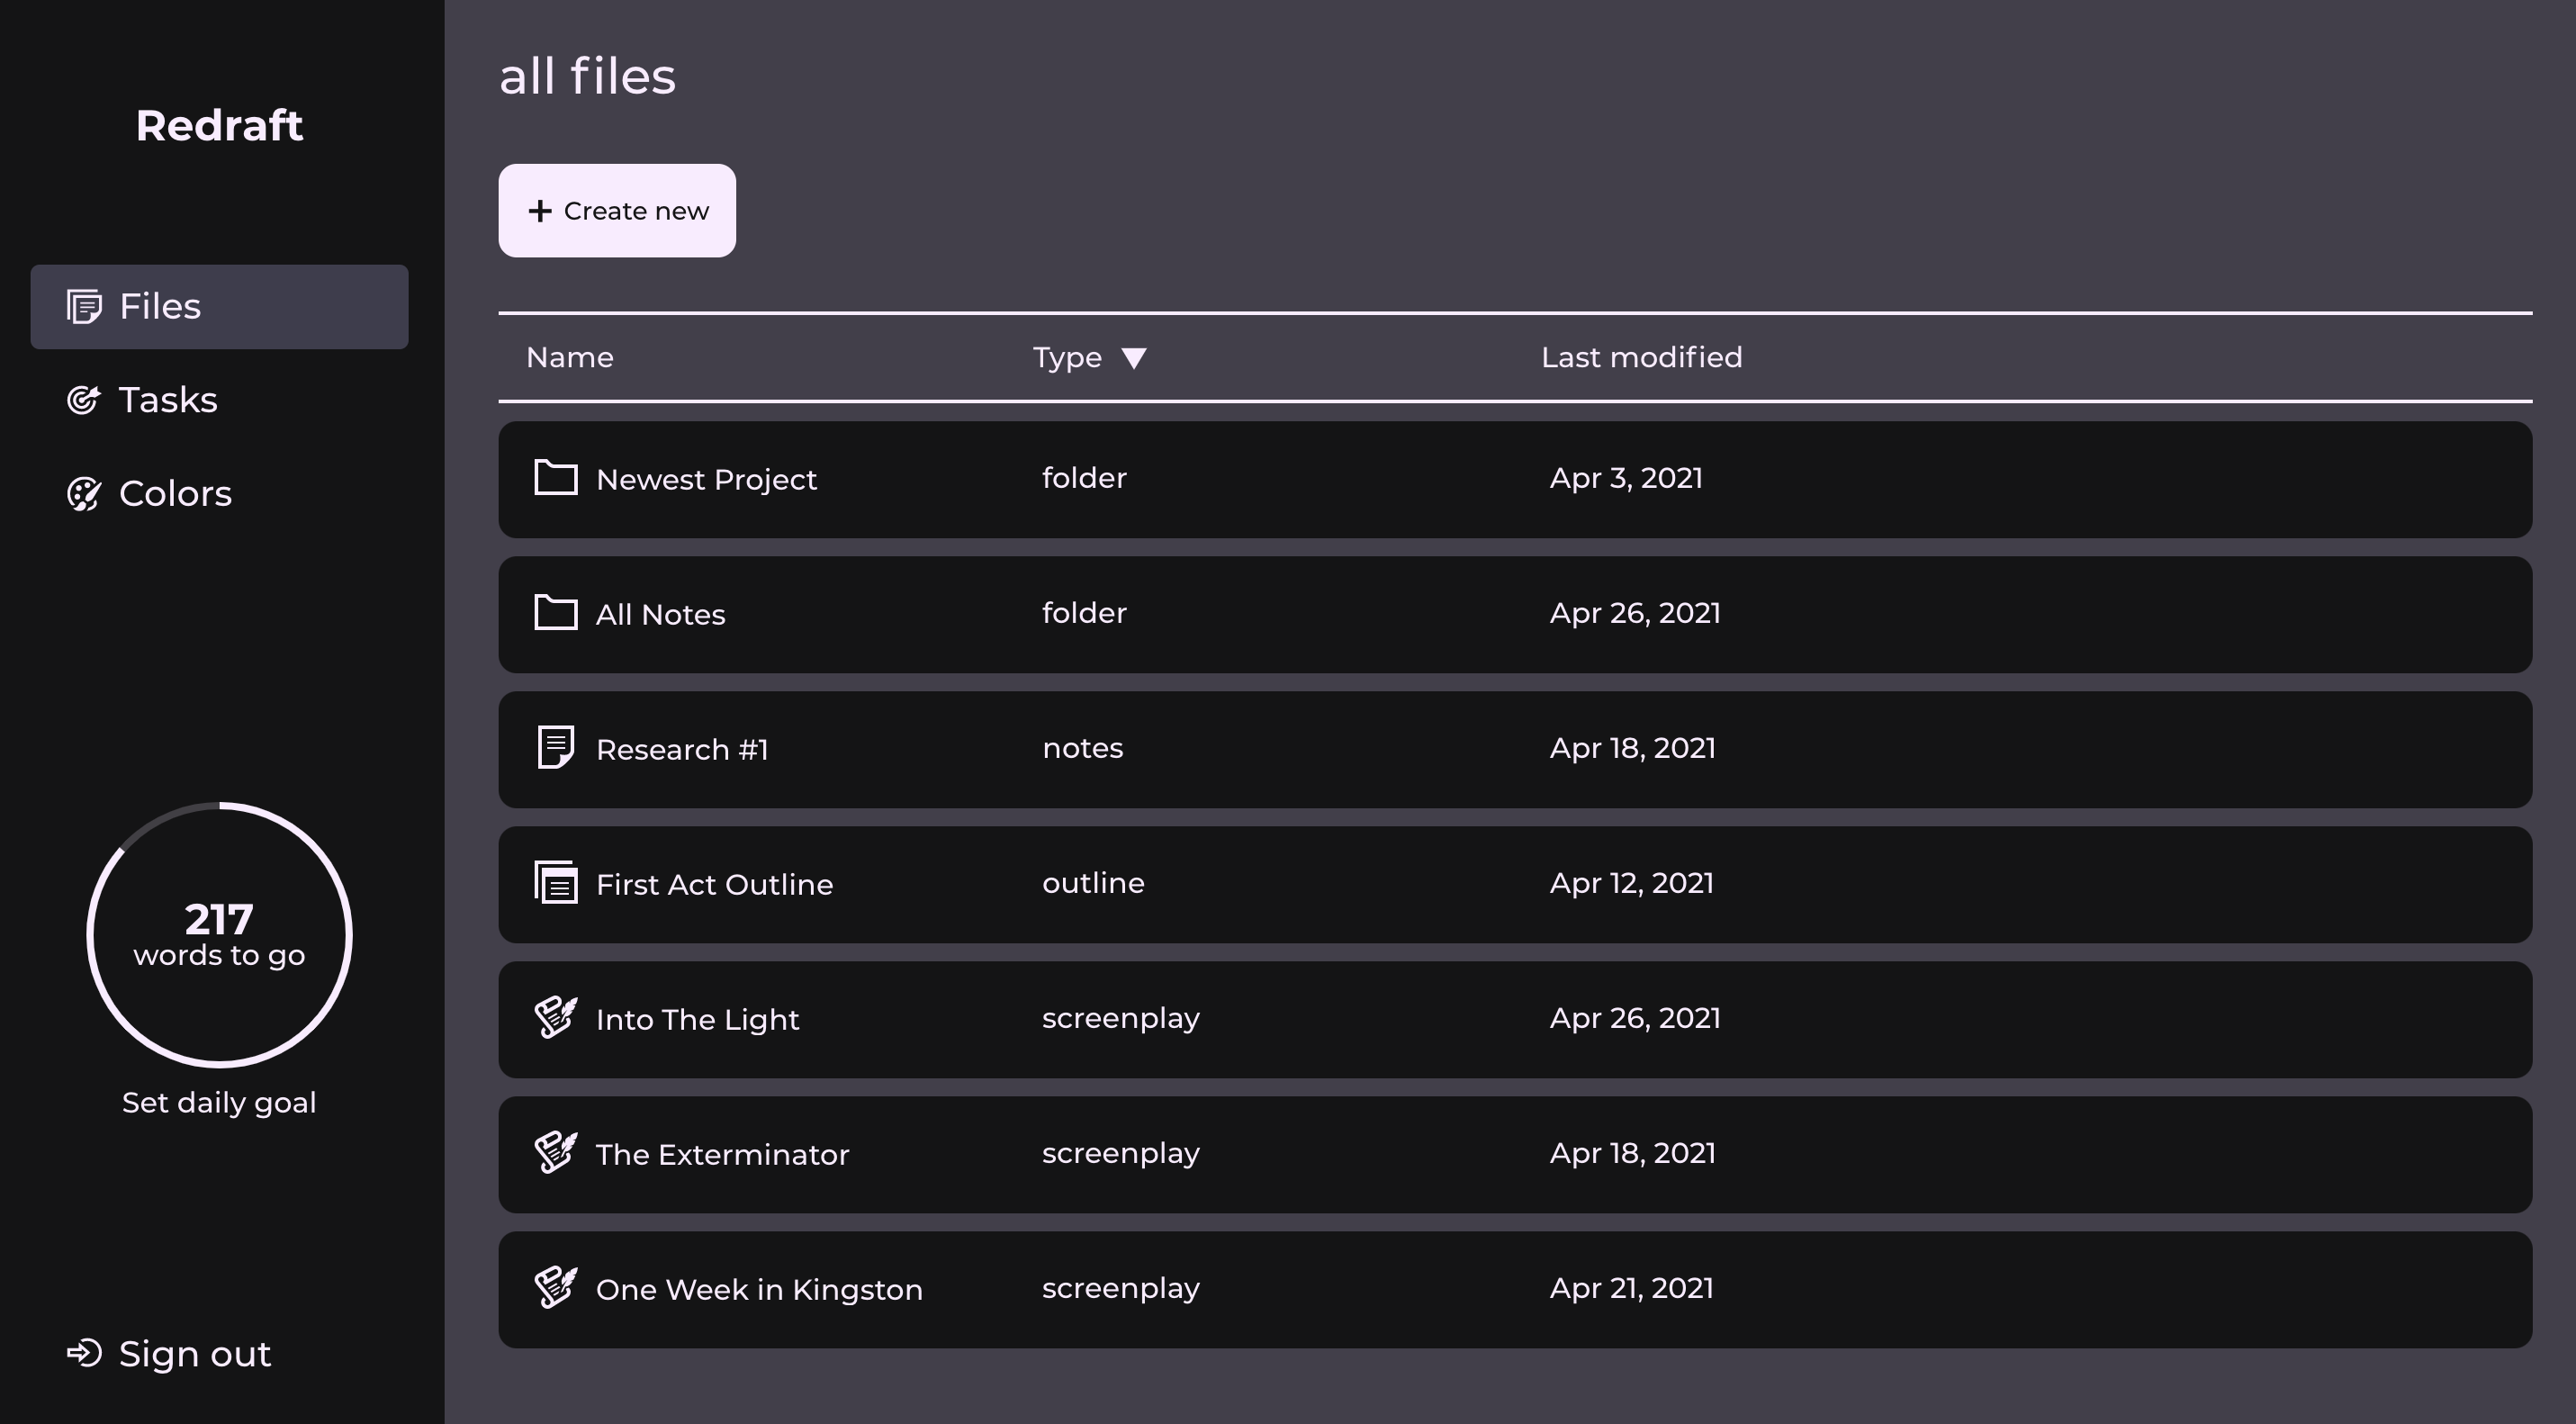 Redraft
Files
Tasks
Colors
217
words to go
Set daily goal
Sign out
all files
+ Create new
Name Type ▼ Last modified
Newest Project folder Apr 3, 2021
All Notes folder Apr 26, 2021
Research #1 notes Apr 18, 2021
First Act Outline outline Apr 12, 2021
Into The Light screenplay Apr 26, 2021
The Exterminator screenplay Apr 18, 2021
One Week in Kingston screenplay Apr 21, 2021